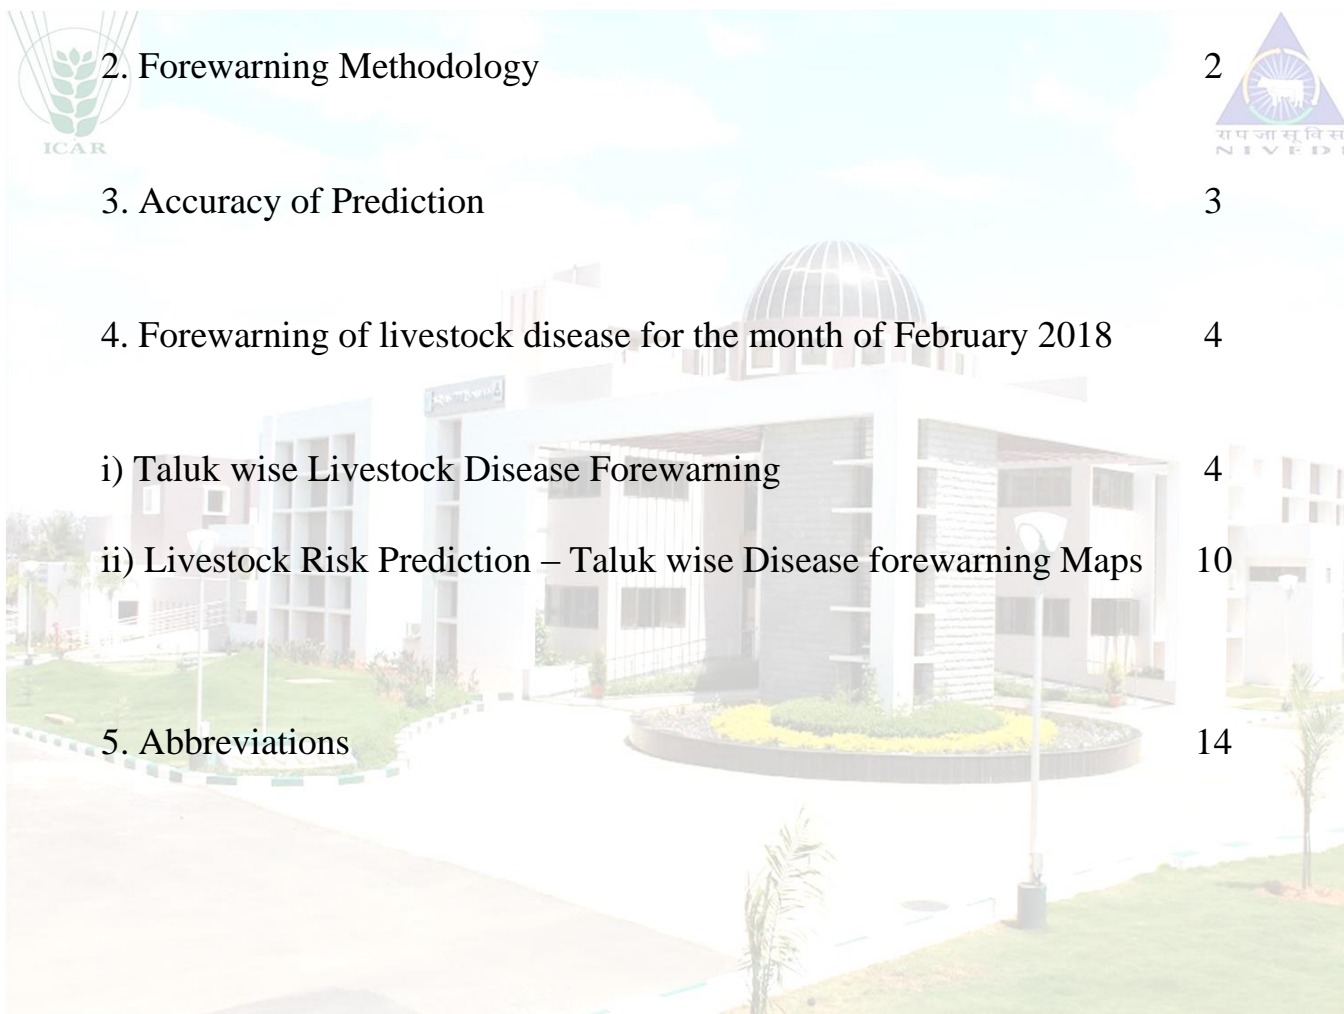 2. Forewarning Methodology 2
ICAR
रापजासूविस
NIVEDI
3. Accuracy of Prediction 3
4. Forewarning of livestock disease for the month of February 2018 4
i) Taluk wise Livestock Disease Forewarning 4
ii) Livestock Risk Prediction – Taluk wise Disease forewarning Maps 10
5. Abbreviations 14